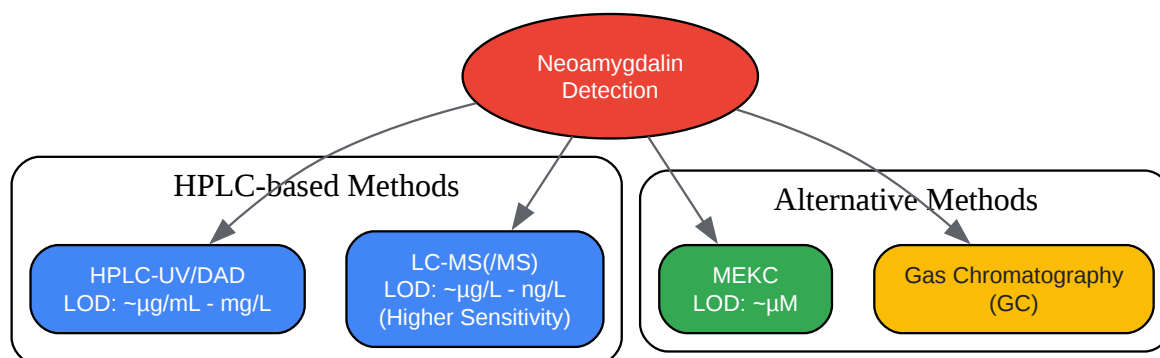 Neoamygdalin
Detection
HPLC-based Methods
HPLC-UV/DAD
LOD: ~µg/mL - mg/L
LC-MS(/MS)
LOD: ~µg/L - ng/L
(Higher Sensitivity)
Alternative Methods
MEKC
LOD: ~µM
Gas Chromatography
(GC)